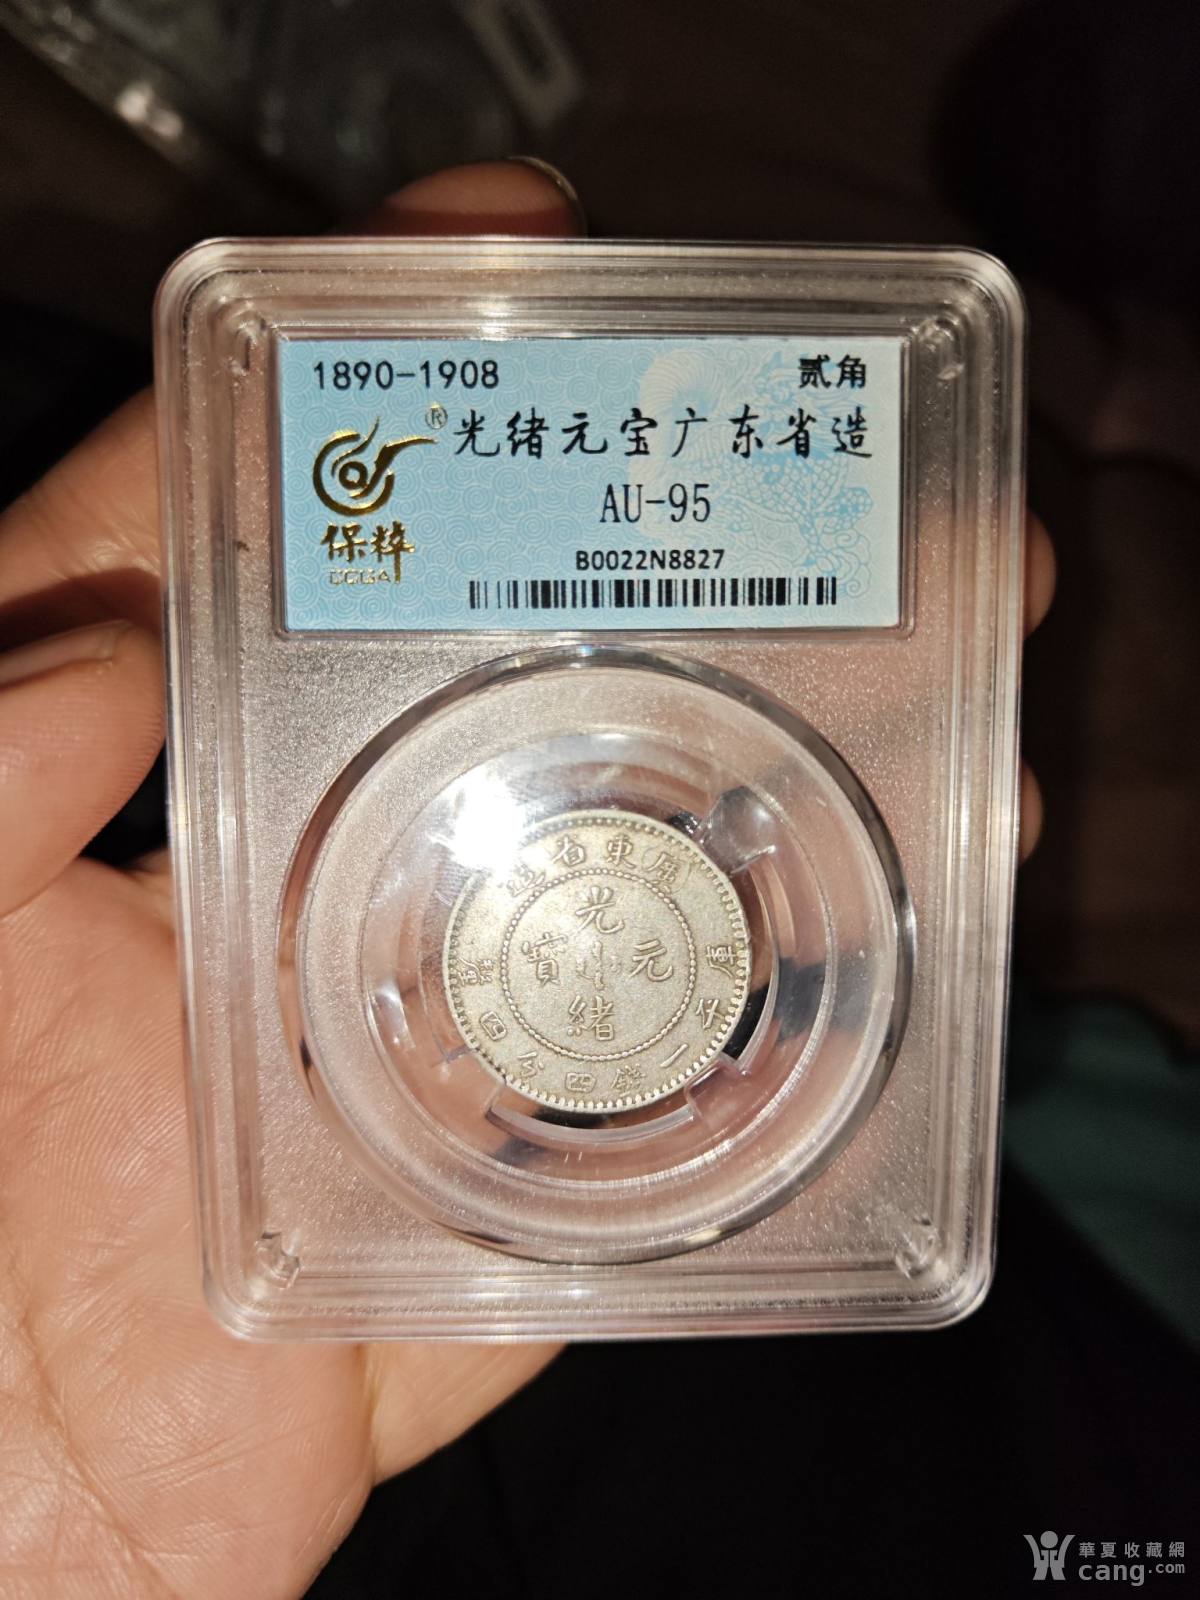 1890-1908 贰角
® 光绪元宝广东省造
保粹
AU-95
B0022N8827
廣東省造
光緒元寶
庫平一錢四分四釐
華夏收藏網
cang.com